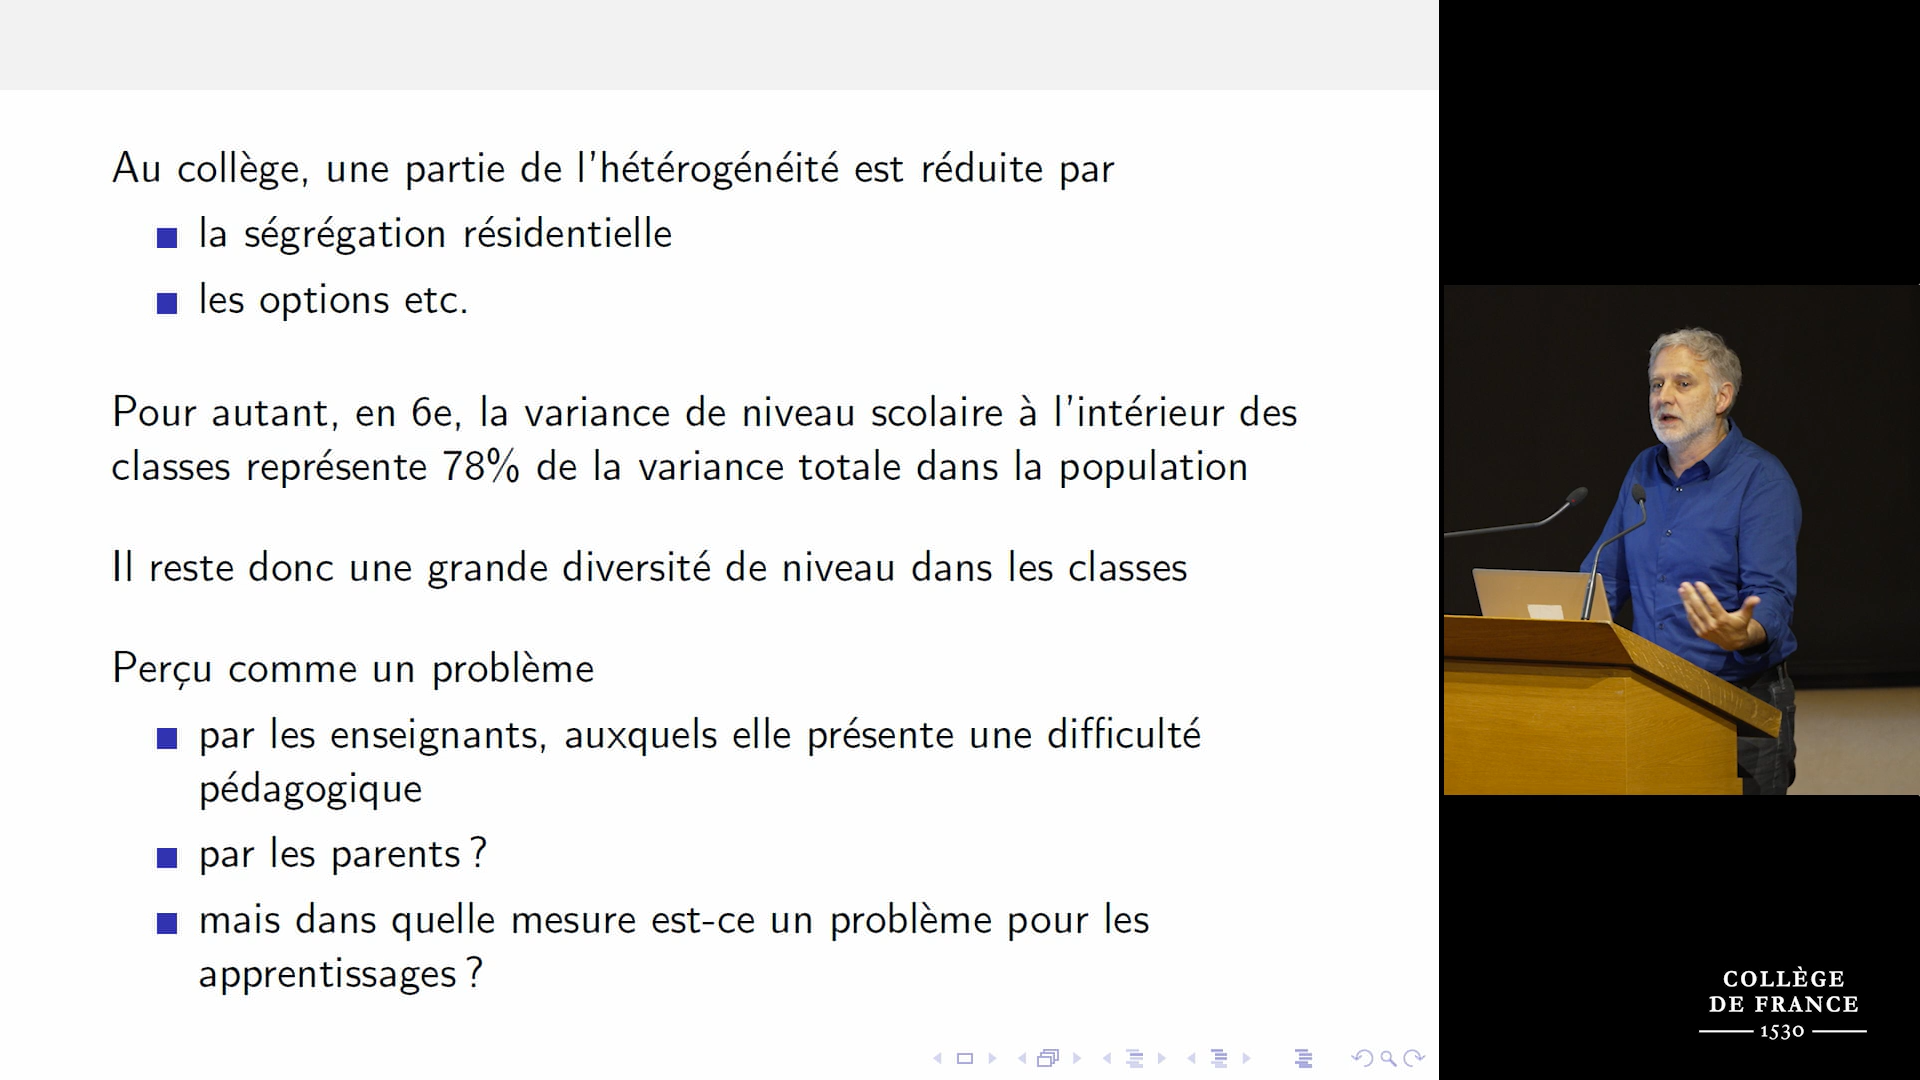 Au collège, une partie de l'hétérogénéité est réduite par
la ségrégation résidentielle
les options etc.
Pour autant, en 6e, la variance de niveau scolaire à l'intérieur des
classes représente 78% de la variance totale dans la population
Il reste donc une grande diversité de niveau dans les classes
Perçu comme un problème
par les enseignants, auxquels elle présente une difficulté
pédagogique
par les parents ?
mais dans quelle mesure est-ce un problème pour les
apprentissages ?
COLLÈGE
DE FRANCE
1530